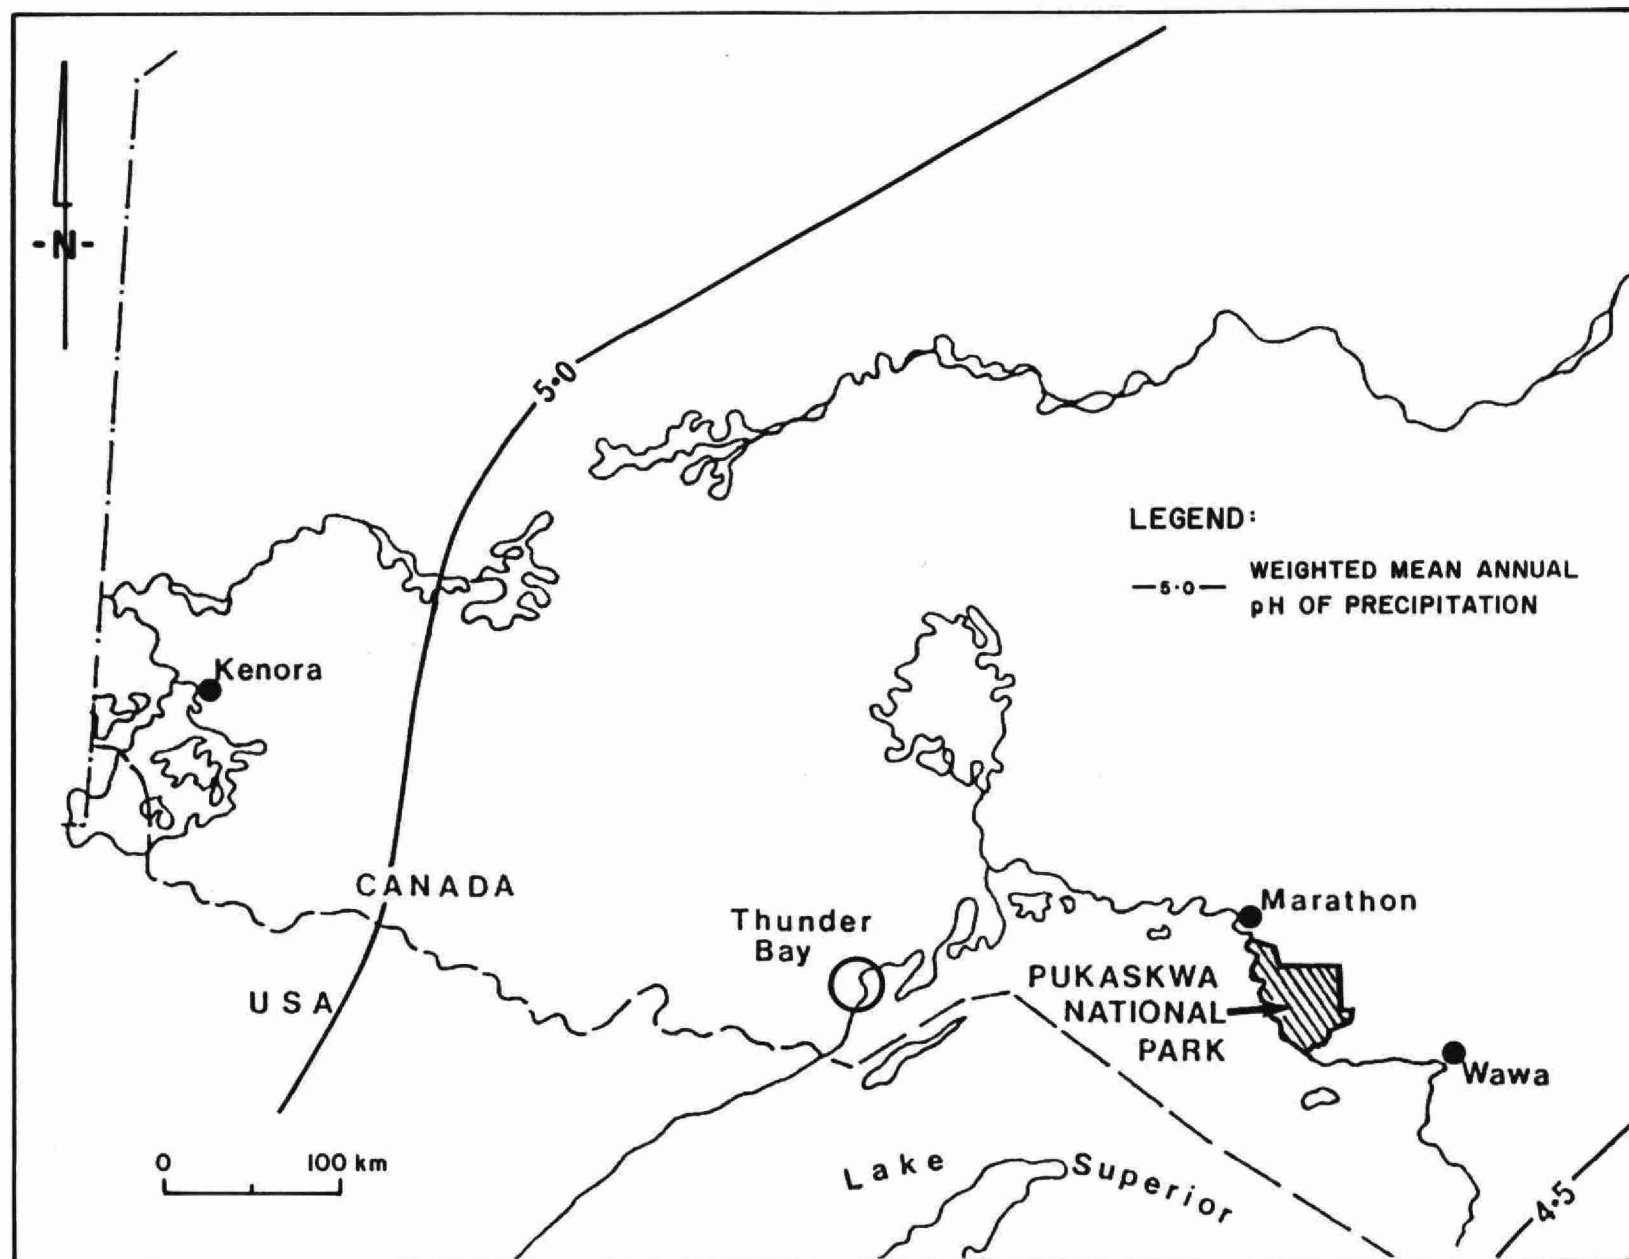 -N-
5·0
LEGEND:
—5·0— WEIGHTED MEAN ANNUAL
pH OF PRECIPITATION
Kenora
CANADA
USA
Thunder
Bay
Marathon
PUKASKWA
NATIONAL
PARK
Wawa
0 100 km
Lake Superior
4·5